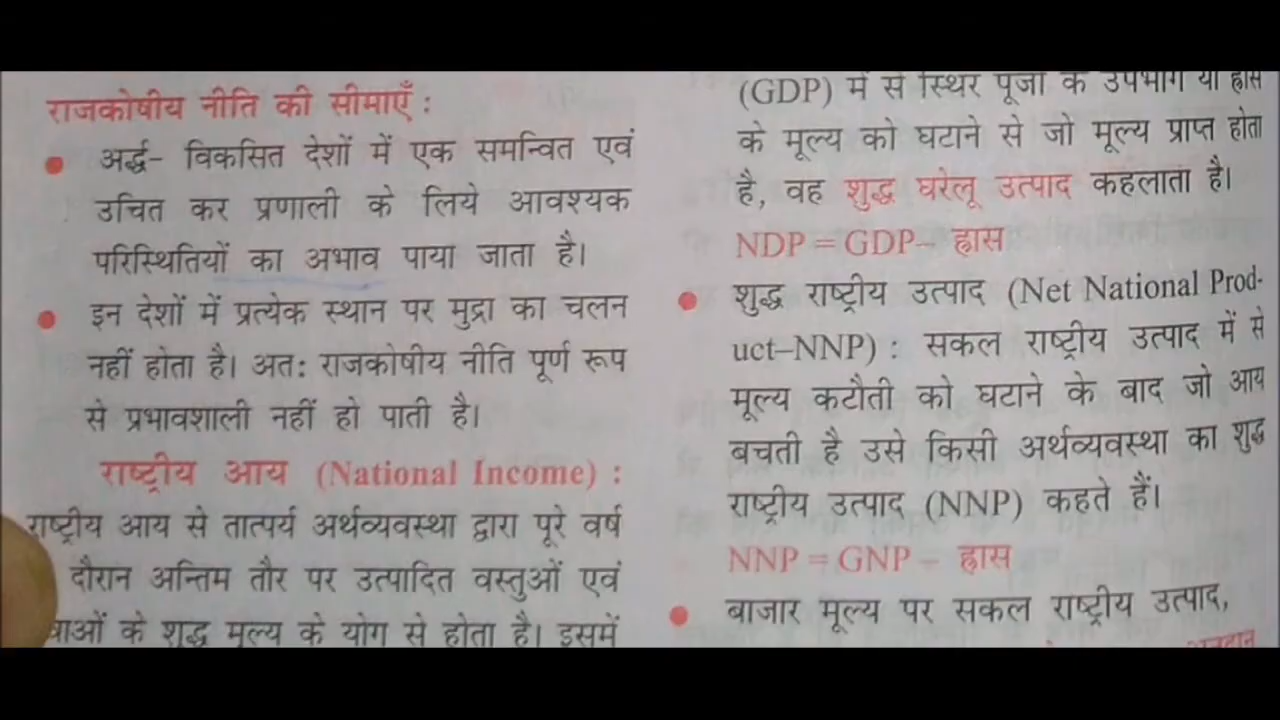 राजकोषीय नीति की सीमाएँ :
अर्द्ध- विकसित देशों में एक समन्वित एवं
उचित कर प्रणाली के लिये आवश्यक
परिस्थितियों का अभाव पाया जाता है।
इन देशों में प्रत्येक स्थान पर मुद्रा का चलन
नहीं होता है। अतः राजकोषीय नीति पूर्ण रूप
से प्रभावशाली नहीं हो पाती है।
राष्ट्रीय आय (National Income) :
राष्ट्रीय आय से तात्पर्य अर्थव्यवस्था द्वारा पूरे वर्ष
दौरान अन्तिम तौर पर उत्पादित वस्तुओं एवं
के शुद्ध मूल्य के योग से होता है। इसमें
(GDP) में से स्थिर पूंजी के उपभोग या ह्रास
के मूल्य को घटाने से जो मूल्य प्राप्त होता
है, वह शुद्ध घरेलू उत्पाद कहलाता है।
NDP = GDP – ह्रास
शुद्ध राष्ट्रीय उत्पाद (Net National Prod-
uct–NNP) : सकल राष्ट्रीय उत्पाद में से
मूल्य कटौती को घटाने के बाद जो आय
बचती है उसे किसी अर्थव्यवस्था का शुद्ध
राष्ट्रीय उत्पाद (NNP) कहते हैं।
NNP = GNP – ह्रास
बाजार मूल्य पर सकल राष्ट्रीय उत्पाद,